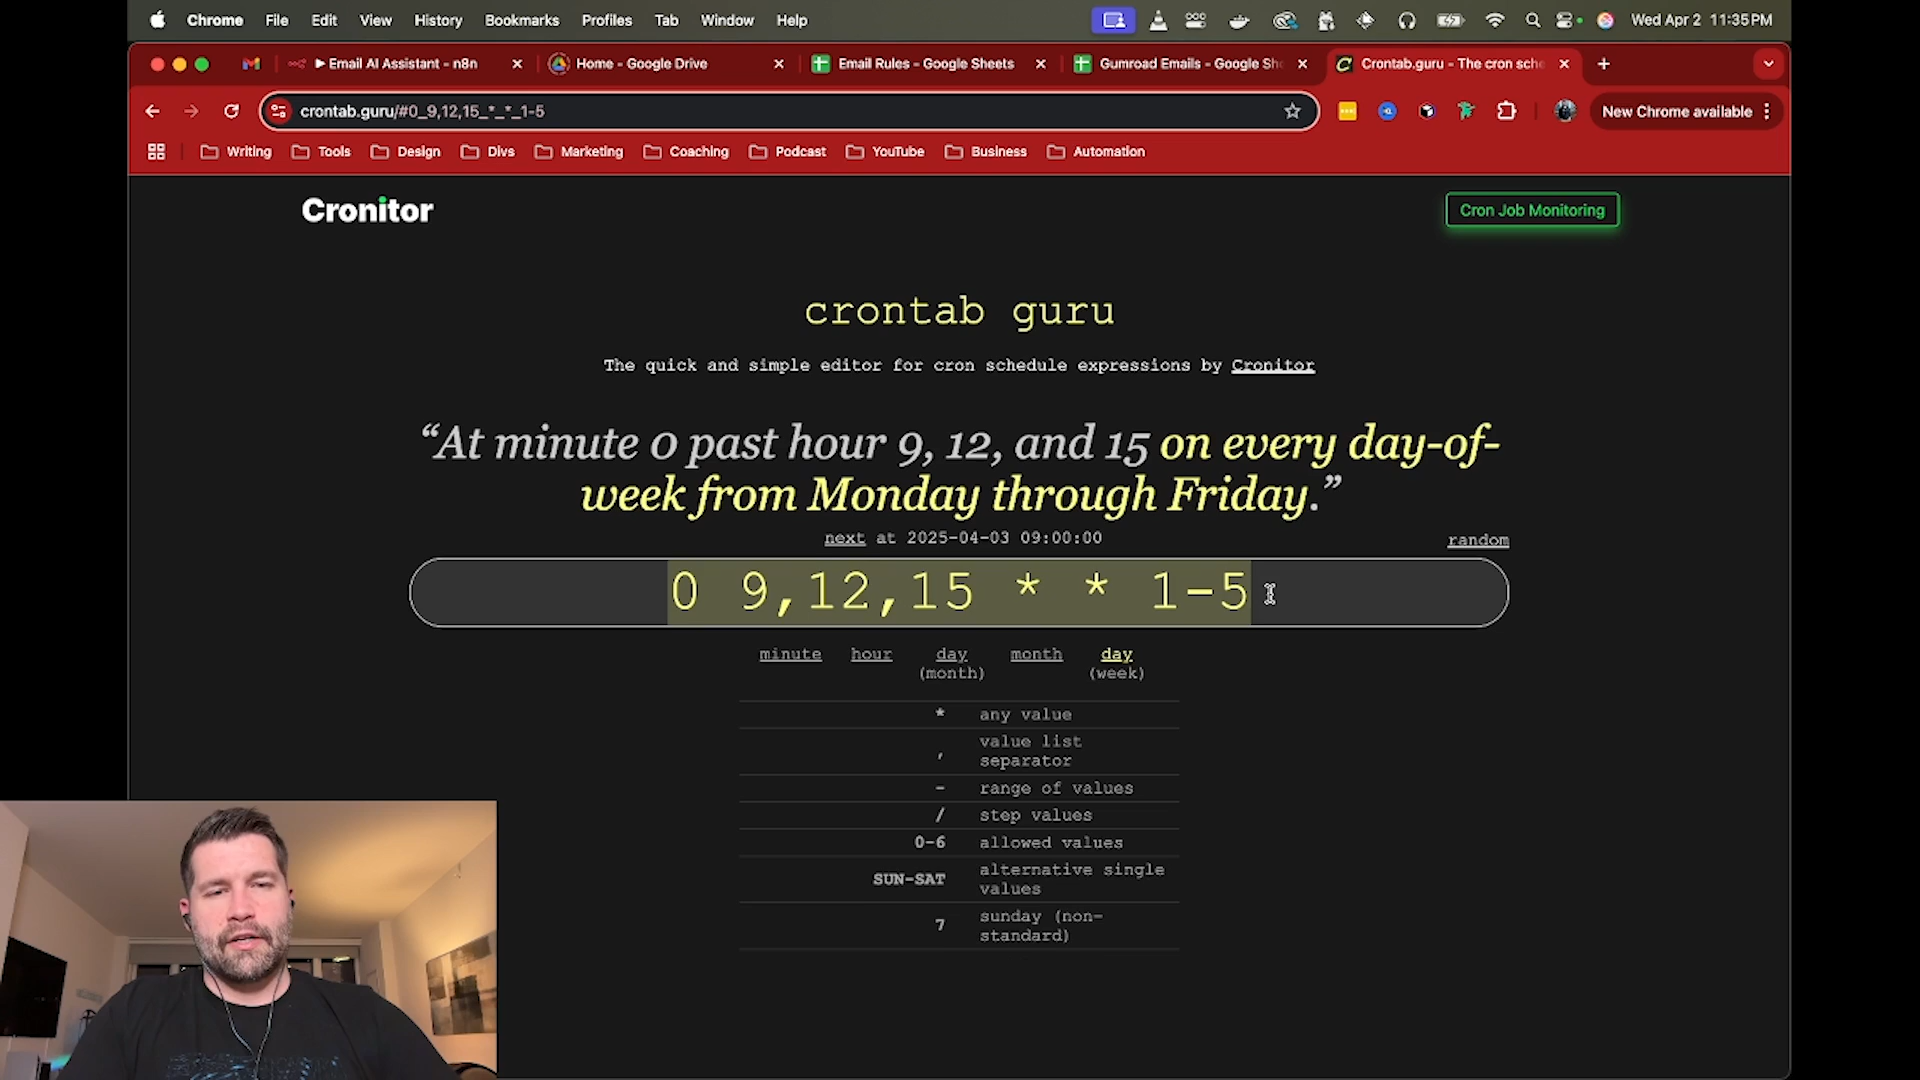 Chrome File Edit View History Bookmarks Profiles Tab Window Help Wed Apr 2 11:35PM
Email AI Assistant - n8n Home - Google Drive Email Rules - Google Sheets Gumroad Emails - Google She Crontab.guru - The cron sche
crontab.guru/#0_9,12,15_*_*_1-5 New Chrome available
Writing Tools Design Divs Marketing Coaching Podcast YouTube Business Automation
Cronitor Cron Job Monitoring
crontab guru
The quick and simple editor for cron schedule expressions by Cronitor
“At minute 0 past hour 9, 12, and 15 on every day-of-
week from Monday through Friday.”
next at 2025-04-03 09:00:00 random
0 9,12,15 * * 1-5
minute hour day month day
(month) (week)
* any value
, value list
separator
- range of values
/ step values
0-6 allowed values
SUN-SAT alternative single
values
7 sunday (non-
standard)